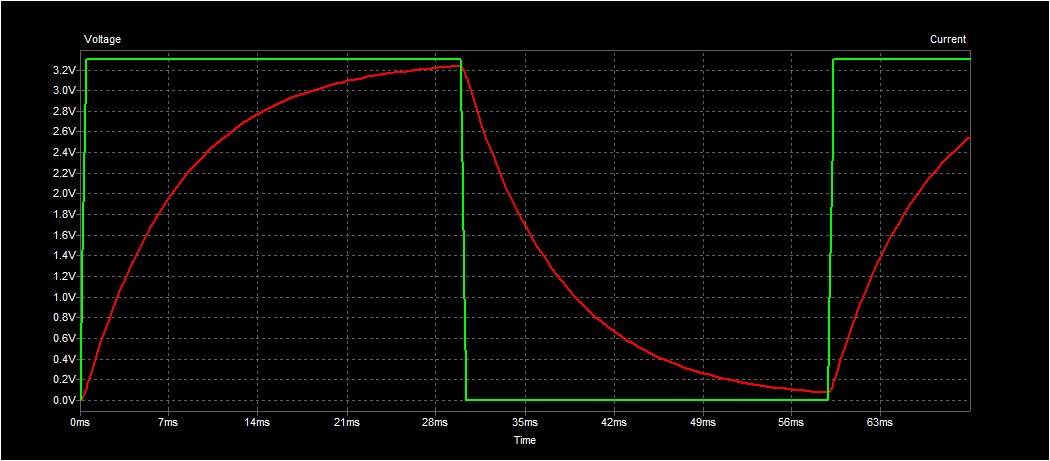 Voltage Current
3.2V
3.0V
2.8V
2.6V
2.4V
2.2V
2.0V
1.8V
1.6V
1.4V
1.2V
1.0V
0.8V
0.6V
0.4V
0.2V
0.0V
0ms 7ms 14ms 21ms 28ms 35ms 42ms 49ms 56ms 63ms
Time